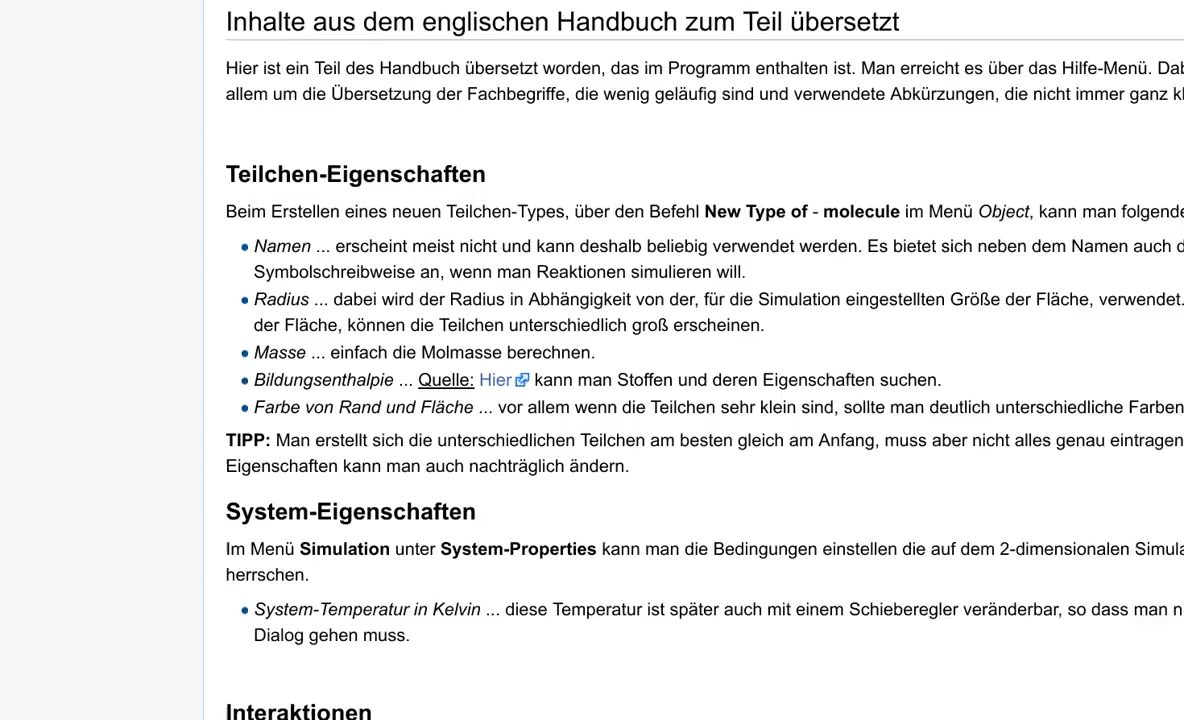 Inhalte aus dem englischen Handbuch zum Teil übersetzt
Hier ist ein Teil des Handbuch übersetzt worden, das im Programm enthalten ist. Man erreicht es über das Hilfe-Menü.
allem um die Übersetzung der Fachbegriffe, die wenig geläufig sind und verwendete Abkürzungen, die nicht immer ganz
Teilchen-Eigenschaften
Beim Erstellen eines neuen Teilchen-Types, über den Befehl New Type of - molecule im Menü Object, kann man folgende
Namen ... erscheint meist nicht und kann deshalb beliebig verwendet werden. Es bietet sich neben dem Namen auch
Symbolschreibweise an, wenn man Reaktionen simulieren will.
Radius ... dabei wird der Radius in Abhängigkeit von der, für die Simulation eingestellten Größe der Fläche, verwendet.
der Fläche, können die Teilchen unterschiedlich groß erscheinen.
Masse ... einfach die Molmasse berechnen.
Bildungsenthalpie ... Quelle: Hier kann man Stoffen und deren Eigenschaften suchen.
Farbe von Rand und Fläche ... vor allem wenn die Teilchen sehr klein sind, sollte man deutlich unterschiedliche Farben
TIPP: Man erstellt sich die unterschiedlichen Teilchen am besten gleich am Anfang, muss aber nicht alles genau eintragen
Eigenschaften kann man auch nachträglich ändern.
System-Eigenschaften
Im Menü Simulation unter System-Properties kann man die Bedingungen einstellen die auf dem 2-dimensionalen
herrschen.
System-Temperatur in Kelvin ... diese Temperatur ist später auch mit einem Schieberegler veränderbar, so dass man
Dialog gehen muss.
Interaktionen